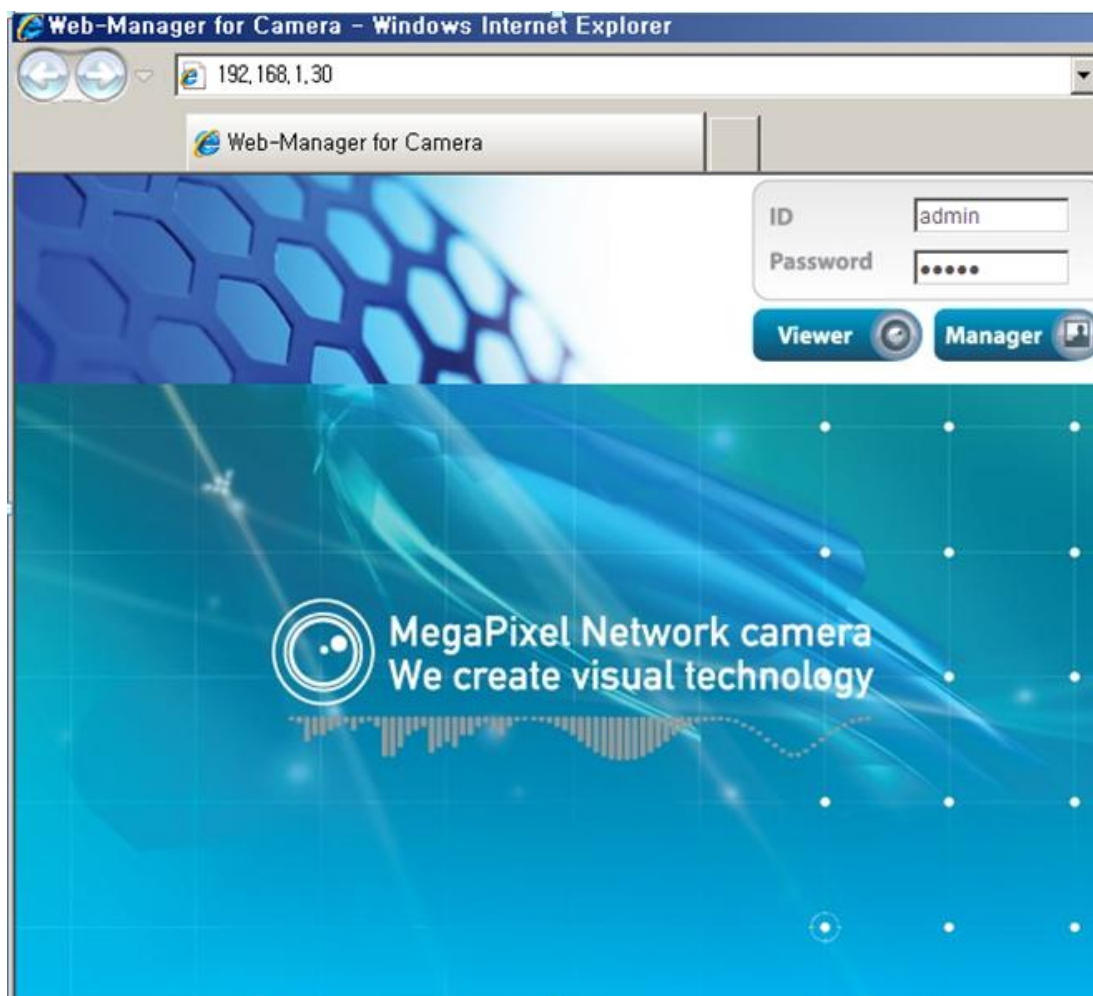 Web-Manager for Camera - Windows Internet Explorer
192.168.1.30
Web-Manager for Camera
ID admin
Password •••••
Viewer Manager
MegaPixel Network camera
We create visual technology